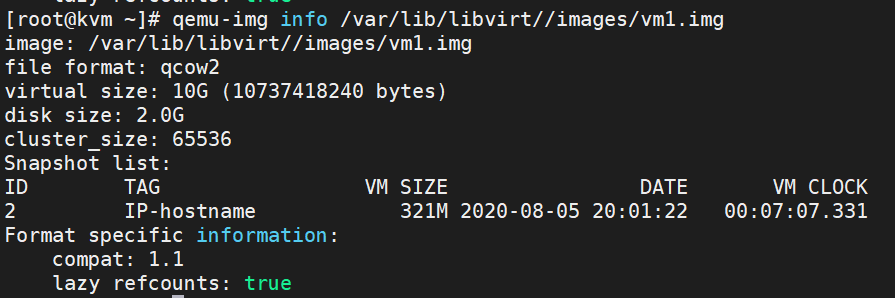 lazy refcounts: true
[root@kvm ~]# qemu-img info /var/lib/libvirt//images/vm1.img
image: /var/lib/libvirt//images/vm1.img
file format: qcow2
virtual size: 10G (10737418240 bytes)
disk size: 2.0G
cluster_size: 65536
Snapshot list:
ID        TAG                 VM SIZE                DATE       VM CLOCK
2         IP-hostname            321M 2020-08-05 20:01:22   00:07:07.331
Format specific information:
    compat: 1.1
    lazy refcounts: true